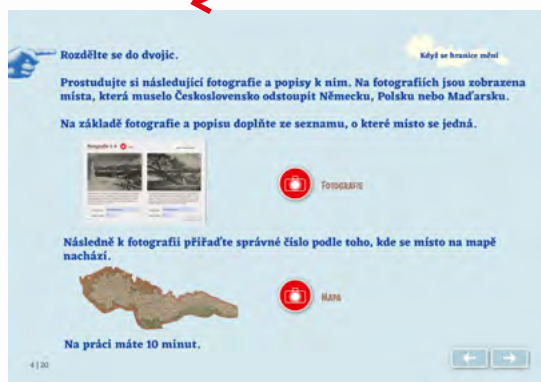 Rozdělte se do dvojic.
Když se hranice mění
Prostudujte si následující fotografie a popisy k nim. Na fotografiích jsou zobrazena
místa, která muselo Československo odstoupit Německu, Polsku nebo Maďarsku.
Na základě fotografie a popisu doplňte ze seznamu, o které místo se jedná.
Fotografie
Následně k fotografii přiřaďte správné číslo podle toho, kde se místo na mapě
nachází.
Mapa
Na práci máte 10 minut.
4 | 20